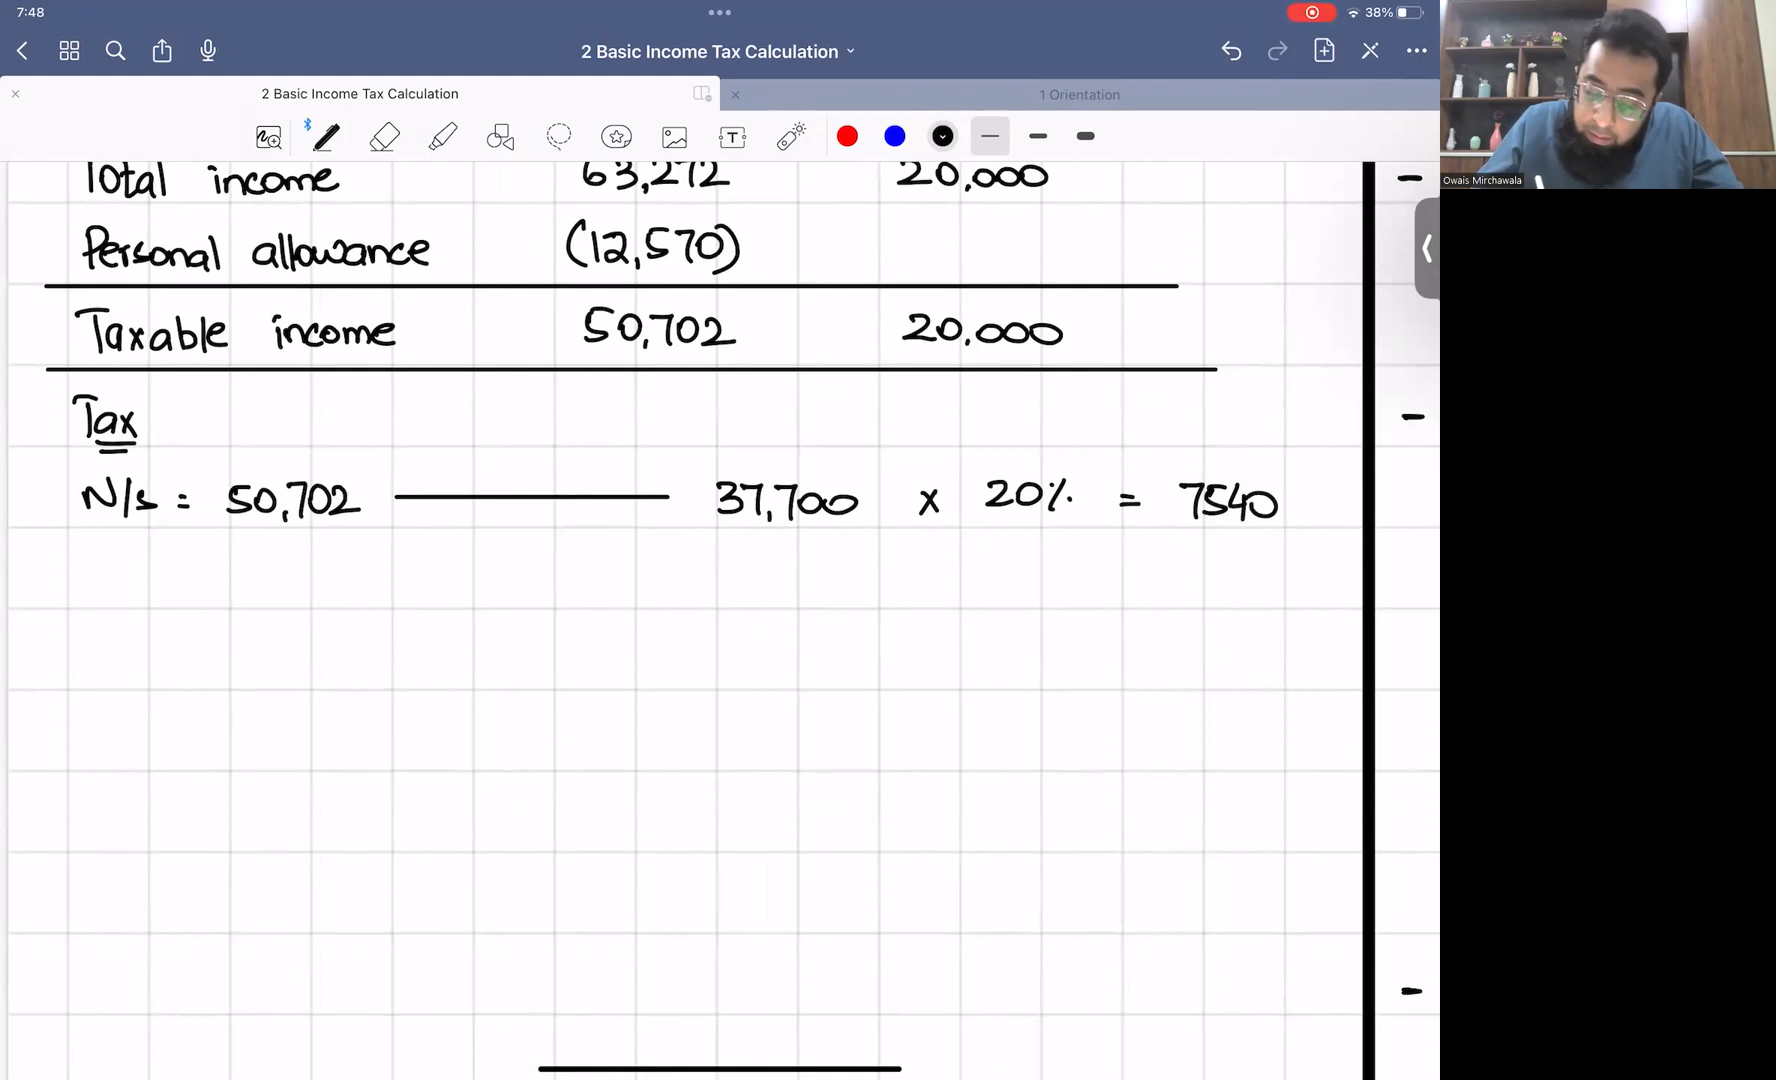 7:48
38%
2 Basic Income Tax Calculation
2 Basic Income Tax Calculation
1 Orientation
Owais Mirchawala
Total income 63,272 20,000
Personal allowance (12,570)
Taxable income 50,702 20,000
Tax
N/s = 50,702 37,700 x 20% = 7540